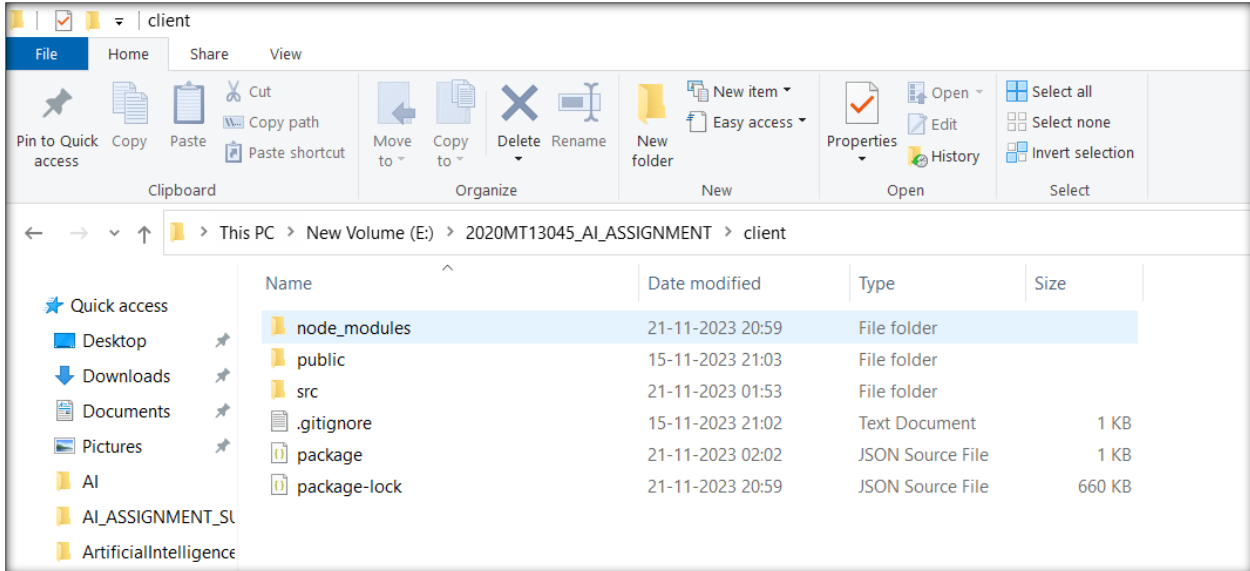 client
File Home Share View
Pin to Quick access
Copy
Paste
Cut
Copy path
Paste shortcut
Clipboard
Move to
Copy to
Delete
Rename
Organize
New folder
New item
Easy access
New
Properties
Open
Edit
History
Open
Select all
Select none
Invert selection
Select
This PC > New Volume (E:) > 2020MT13045_AI_ASSIGNMENT > client
Quick access
Desktop
Downloads
Documents
Pictures
AI
AI_ASSIGNMENT_SU
ArtificialIntelligence
Name Date modified Type Size
node_modules 21-11-2023 20:59 File folder
public 15-11-2023 21:03 File folder
src 21-11-2023 01:53 File folder
.gitignore 15-11-2023 21:02 Text Document 1 KB
package 21-11-2023 02:02 JSON Source File 1 KB
package-lock 21-11-2023 20:59 JSON Source File 660 KB